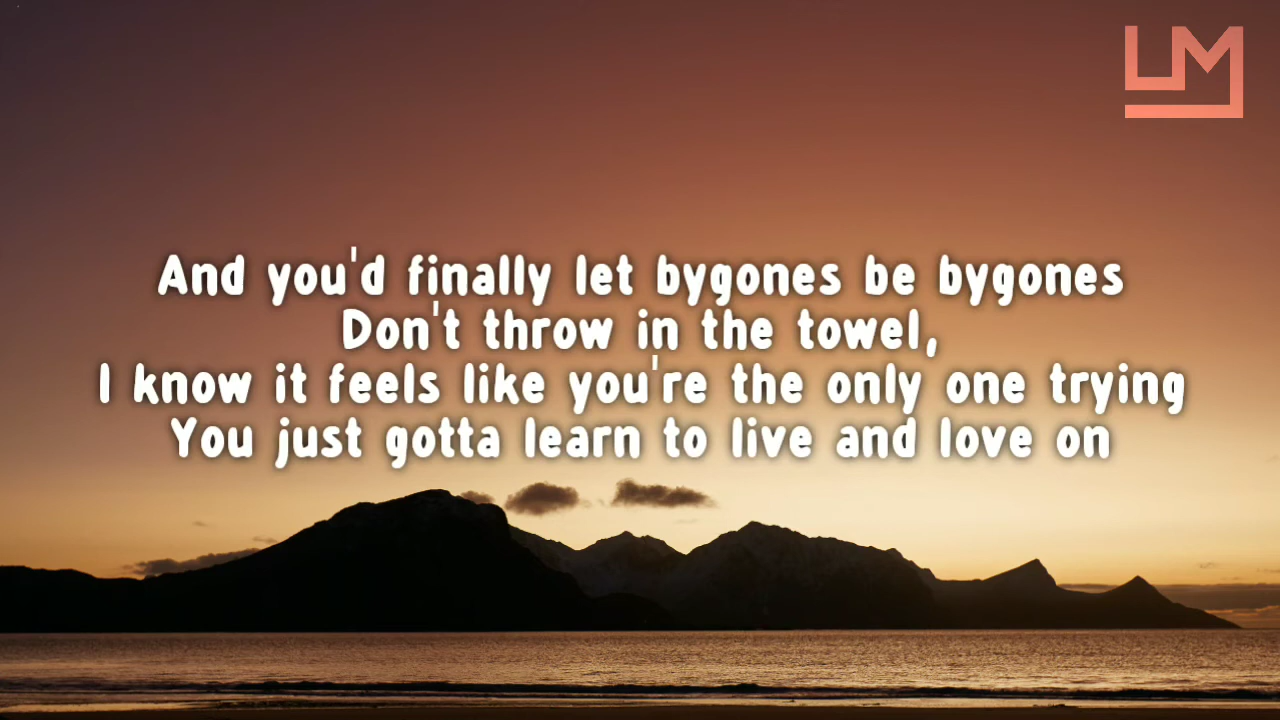 LM
And you'd finally let bygones be bygones
Don't throw in the towel,
I know it feels like you're the only one trying
You just gotta learn to live and love on